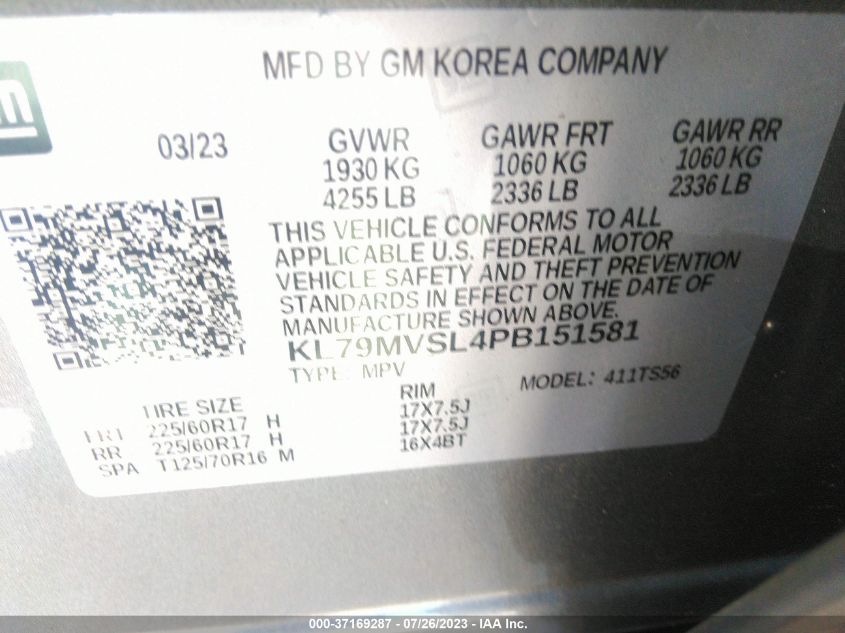 MFD BY GM KOREA COMPANY
m
03/23 GVWR GAWR FRT GAWR RR
1930 KG 1060 KG 1060 KG
4255 LB 2336 LB 2336 LB
THIS VEHICLE CONFORMS TO ALL
APPLICABLE U.S. FEDERAL MOTOR
VEHICLE SAFETY AND THEFT PREVENTION
STANDARDS IN EFFECT ON THE DATE OF
MANUFACTURE SHOWN ABOVE.
KL79MVSL4PB151581
TYPE: MPV MODEL: 411TS56
TIRE SIZE RIM
FRT 225/60R17 H 17X7.5J
RR 225/60R17 H 17X7.5J
SPA T125/70R16 M 16X4BT
000-37169287 - 07/26/2023 - IAA Inc.